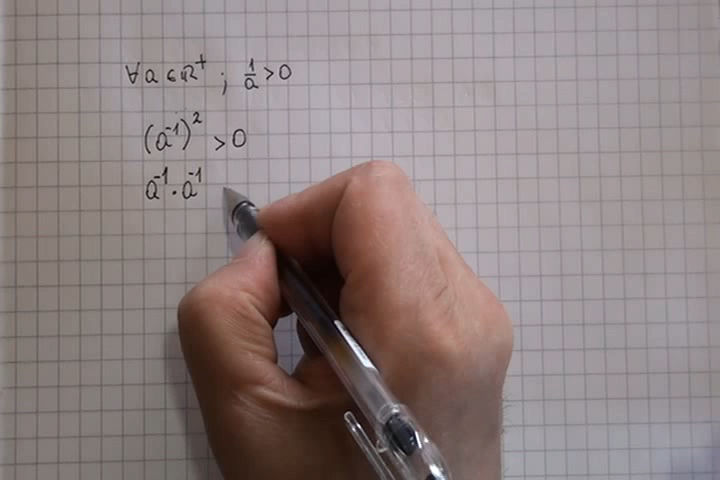 ∀ a ∈ R⁺ ; 1/a > 0
(a⁻¹)² > 0
a⁻¹ · a⁻¹